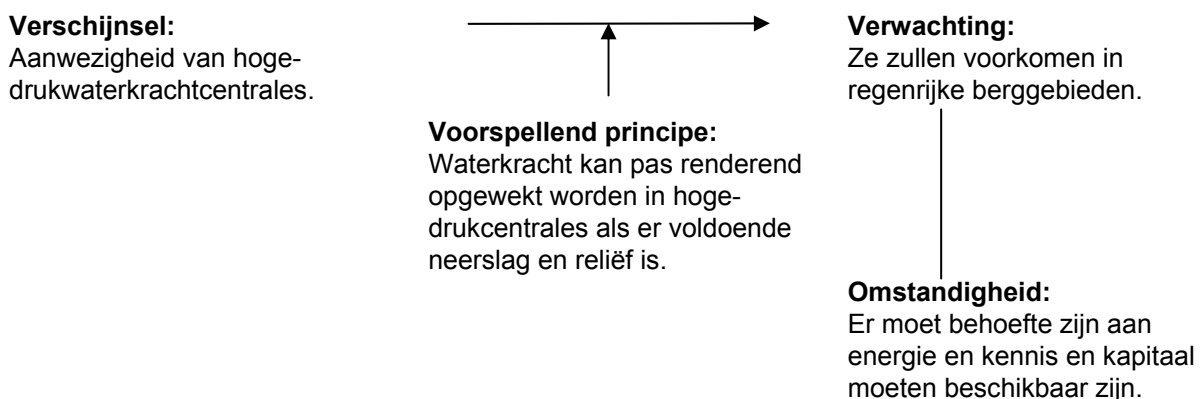 Verschijnsel:
Aanwezigheid van hoge-
drukwaterkrachtcentrales.
Voorspellend principe:
Waterkracht kan pas renderend
opgewekt worden in hoge-
drukcentrales als er voldoende
neerslag en reliëf is.
Verwachting:
Ze zullen voorkomen in
regenrijke berggebieden.
Omstandigheid:
Er moet behoefte zijn aan
energie en kennis en kapitaal
moeten beschikbaar zijn.